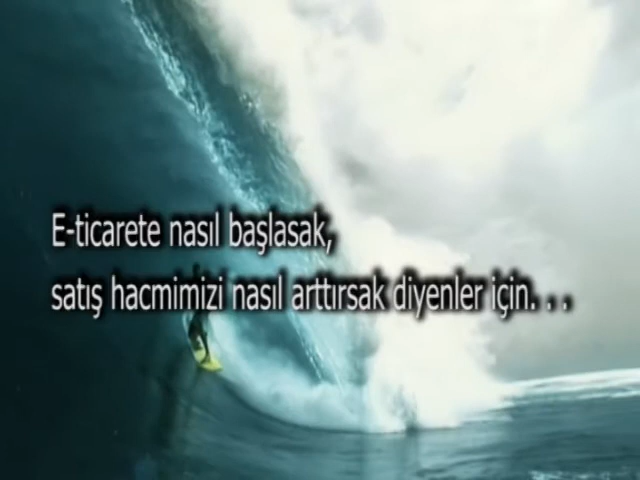 E-ticarete nasıl başlasak,
satış hacmimizi nasıl arttırsak diyenler için. . .